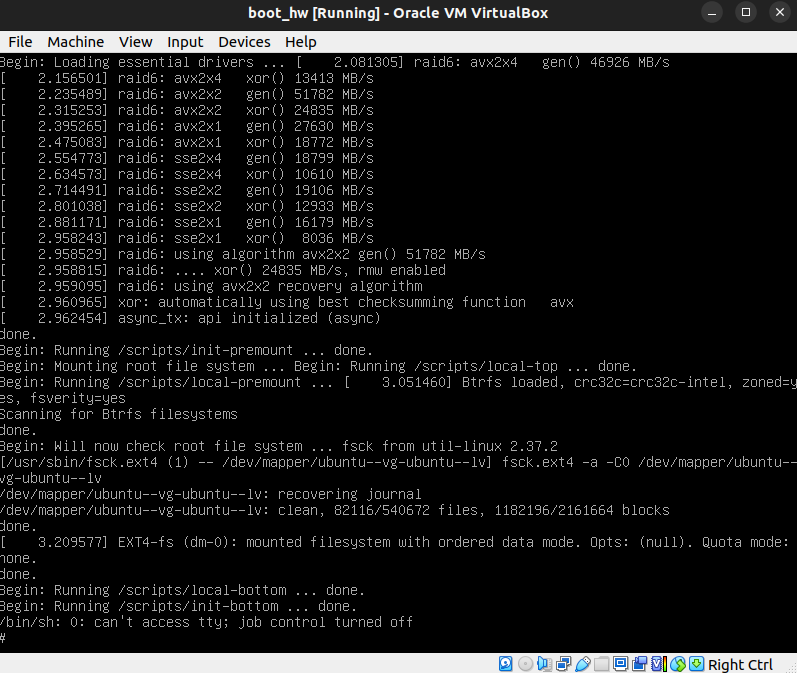 boot_hw [Running] - Oracle VM VirtualBox
File Machine View Input Devices Help
Begin: Loading essential drivers ... [    2.081305] raid6: avx2x4   gen() 46926 MB/s
[    2.156501] raid6: avx2x4   xor() 13413 MB/s
[    2.235489] raid6: avx2x2   gen() 51782 MB/s
[    2.315253] raid6: avx2x2   xor() 24835 MB/s
[    2.395265] raid6: avx2x1   gen() 27630 MB/s
[    2.475083] raid6: avx2x1   xor() 18772 MB/s
[    2.554773] raid6: sse2x4   gen() 18799 MB/s
[    2.634573] raid6: sse2x4   xor() 10610 MB/s
[    2.714491] raid6: sse2x2   gen() 19106 MB/s
[    2.801038] raid6: sse2x2   xor() 12933 MB/s
[    2.881171] raid6: sse2x1   gen() 16179 MB/s
[    2.958243] raid6: sse2x1   xor()  8036 MB/s
[    2.958529] raid6: using algorithm avx2x2 gen() 51782 MB/s
[    2.958815] raid6: .... xor() 24835 MB/s, rmw enabled
[    2.959095] raid6: using avx2x2 recovery algorithm
[    2.960965] xor: automatically using best checksumming function   avx
[    2.962454] async_tx: api initialized (async)
done.
Begin: Running /scripts/init-premount ... done.
Begin: Mounting root file system ... Begin: Running /scripts/local-top ... done.
Begin: Running /scripts/local-premount ... [    3.051460] Btrfs loaded, crc32c=crc32c-intel, zoned=y
es, fsverity=yes
Scanning for Btrfs filesystems
done.
Begin: Will now check root file system ... fsck from util-linux 2.37.2
[/usr/sbin/fsck.ext4 (1) -- /dev/mapper/ubuntu--vg-ubuntu--lv] fsck.ext4 -a -C0 /dev/mapper/ubuntu--
vg-ubuntu--lv
/dev/mapper/ubuntu--vg-ubuntu--lv: recovering journal
/dev/mapper/ubuntu--vg-ubuntu--lv: clean, 82116/540672 files, 1182196/2161664 blocks
done.
[    3.209577] EXT4-fs (dm-0): mounted filesystem with ordered data mode. Opts: (null). Quota mode:
none.
done.
Begin: Running /scripts/local-bottom ... done.
Begin: Running /scripts/init-bottom ... done.
/bin/sh: 0: can't access tty; job control turned off
#
Right Ctrl